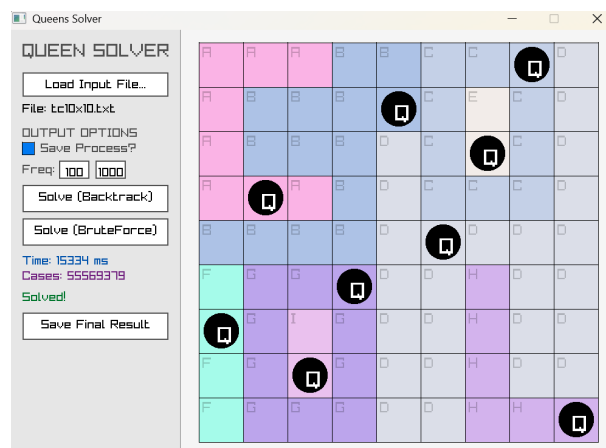 Queens Solver
QUEEN SOLVER
Load Input File...
File: tc10x10.txt
OUTPUT OPTIONS
Save Process?
Freq: 100 1000
Solve (Backtrack)
Solve (BruteForce)
Time: 15334 ms
Cases: 55569379
Solved!
Save Final Result
A A A B B C C Q D
A B B B Q C E C D
A B B B D C Q C D
A Q A B D C C C D
B B B B D Q D D D
F G G Q D D H D D
Q G I G D D H D D
F G Q G D D H D D
F G G G D D H H Q